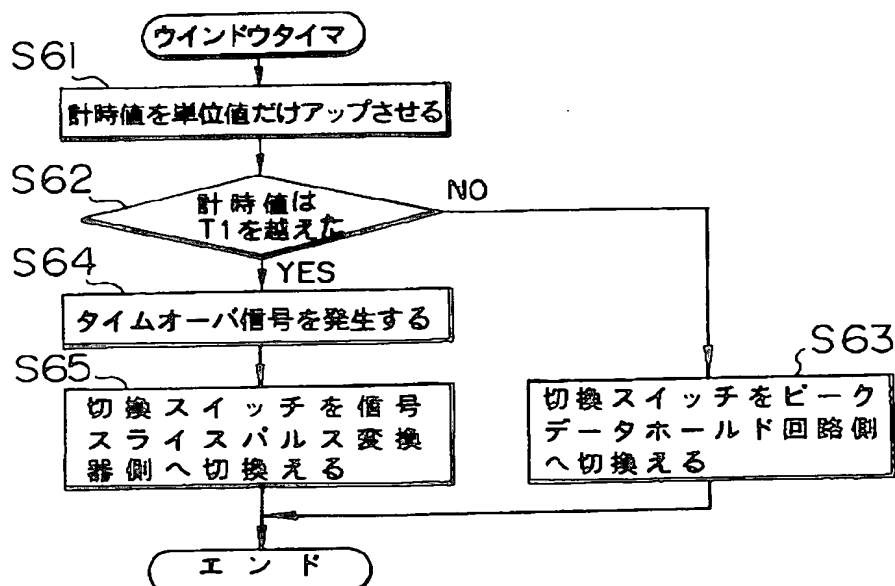 ウインドウタイマ
S61
計時値を単位値だけアップさせる
S62
計時値は
T1を越えた
NO
YES
S64
タイムオーバ信号を発生する
S65
切換スイッチを信号
スライスパルス変換
器側へ切換える
S63
切換スイッチをピーク
データホールド回路側
へ切換える
エンド